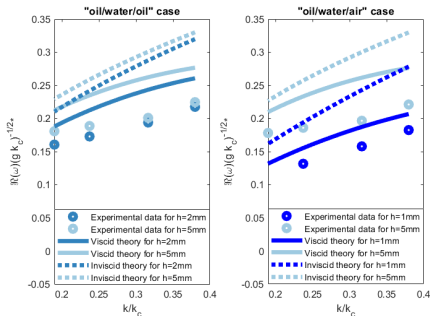 "oil/water/oil" case
0.35
0.3
0.25
0.2
0.15
0.1
0.05
0
-0.05
ℜ(ω)(g k_c)^-1/2*
Experimental data for h=2mm
Experimental data for h=5mm
Viscid theory for h=2mm
Viscid theory for h=5mm
Inviscid theory for h=2mm
Inviscid theory for h=5mm
0.2 0.25 0.3 0.35 0.4
k/k_c
"oil/water/air" case
0.35
0.3
0.25
0.2
0.15
0.1
0.05
0
-0.05
ℜ(ω)(g k_c)^-1/2*
Experimental data for h=1mm
Experimental data for h=5mm
Viscid theory for h=1mm
Viscid theory for h=5mm
Inviscid theory for h=1mm
Inviscid theory for h=5mm
0.2 0.25 0.3 0.35 0.4
k/k_c